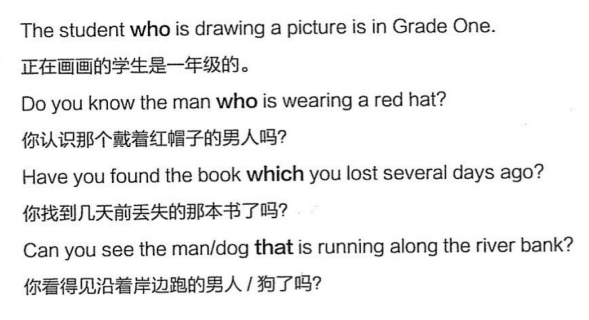 The student who is drawing a picture is in Grade One.
正在画画的学生是一年级的。
Do you know the man who is wearing a red hat?
你认识那个戴着红帽子的男人吗?
Have you found the book which you lost several days ago?
你找到几天前丢失的那本书了吗?
Can you see the man/dog that is running along the river bank?
你看得见沿着岸边跑的男人 / 狗了吗?